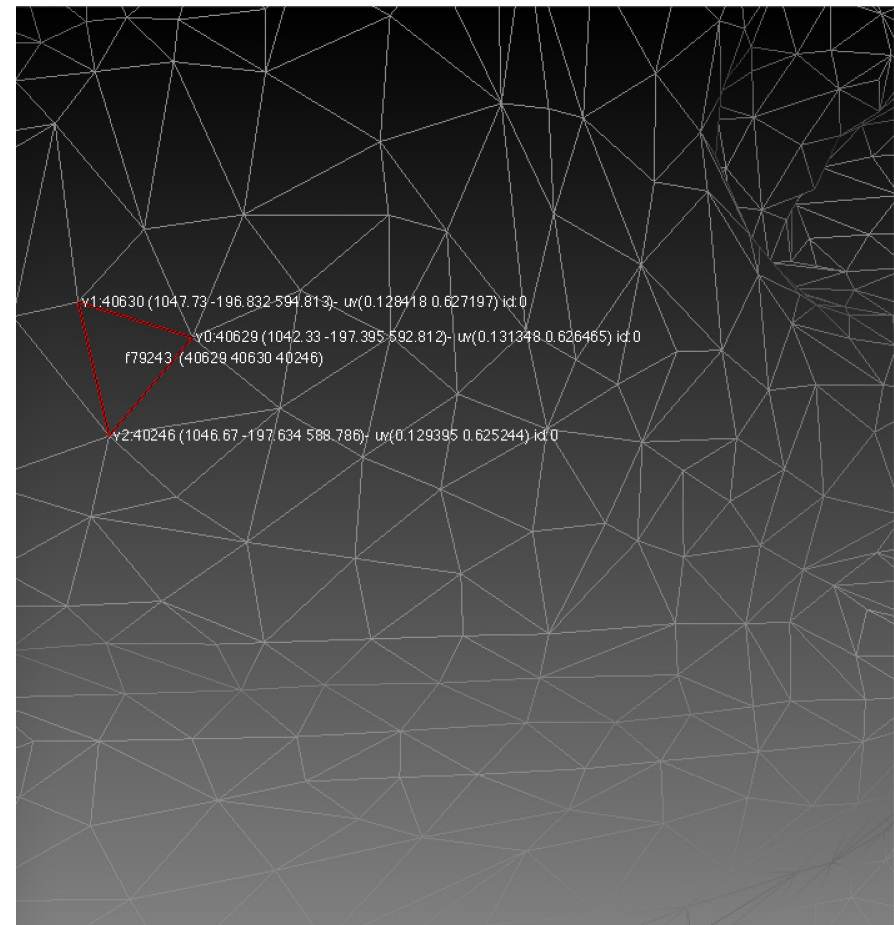 v1:40630 (1047.73 -196.832 594.813)- uv(0.128418 0.627197) id:0
v0:40629 (1042.33 -197.395 592.812)- uv(0.131348 0.626465) id:0
f79243 (40629 40630 40246)
v2:40246 (1046.67 -197.634 588.786)- uv(0.129395 0.625244) id:0